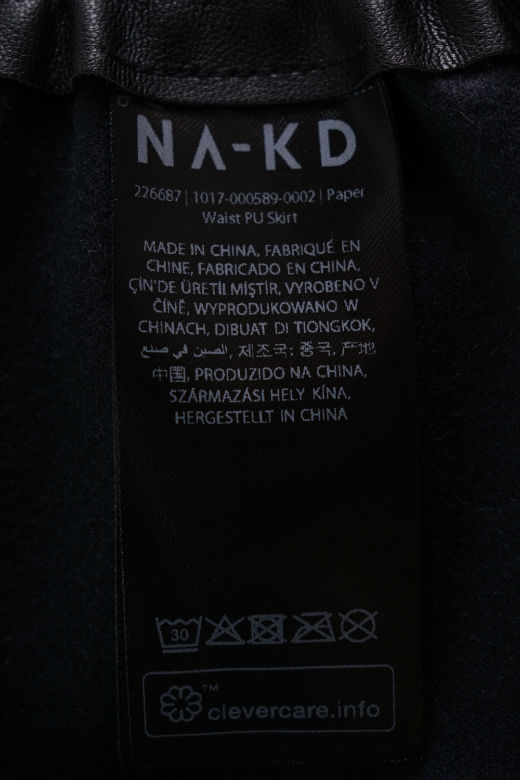 NA-KD
226687 | 1017-000589-0002 | Paper
Waist PU Skirt
MADE IN CHINA, FABRIQUÉ EN
CHINE, FABRICADO EN CHINA,
ÇİN'DE ÜRETİLMİŞTİR, VYROBENO V
ČÍNĚ, WYPRODUKOWANO W
CHINACH, DIBUAT DI TIONGKOK,
الصين في صنع, 제조국: 중국, 产地
中国, PRODUZIDO NA CHINA,
SZÁRMAZÁSI HELY KÍNA,
HERGESTELLT IN CHINA
30
™
clevercare.info